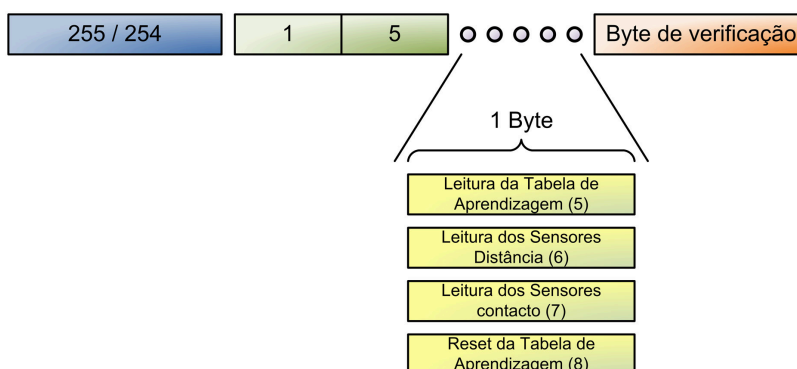 255 / 254
1
5
Byte de verificação
1 Byte
Leitura da Tabela de
Aprendizagem (5)
Leitura dos Sensores
Distância (6)
Leitura dos Sensores
contacto (7)
Reset da Tabela de
Aprendizagem (8)